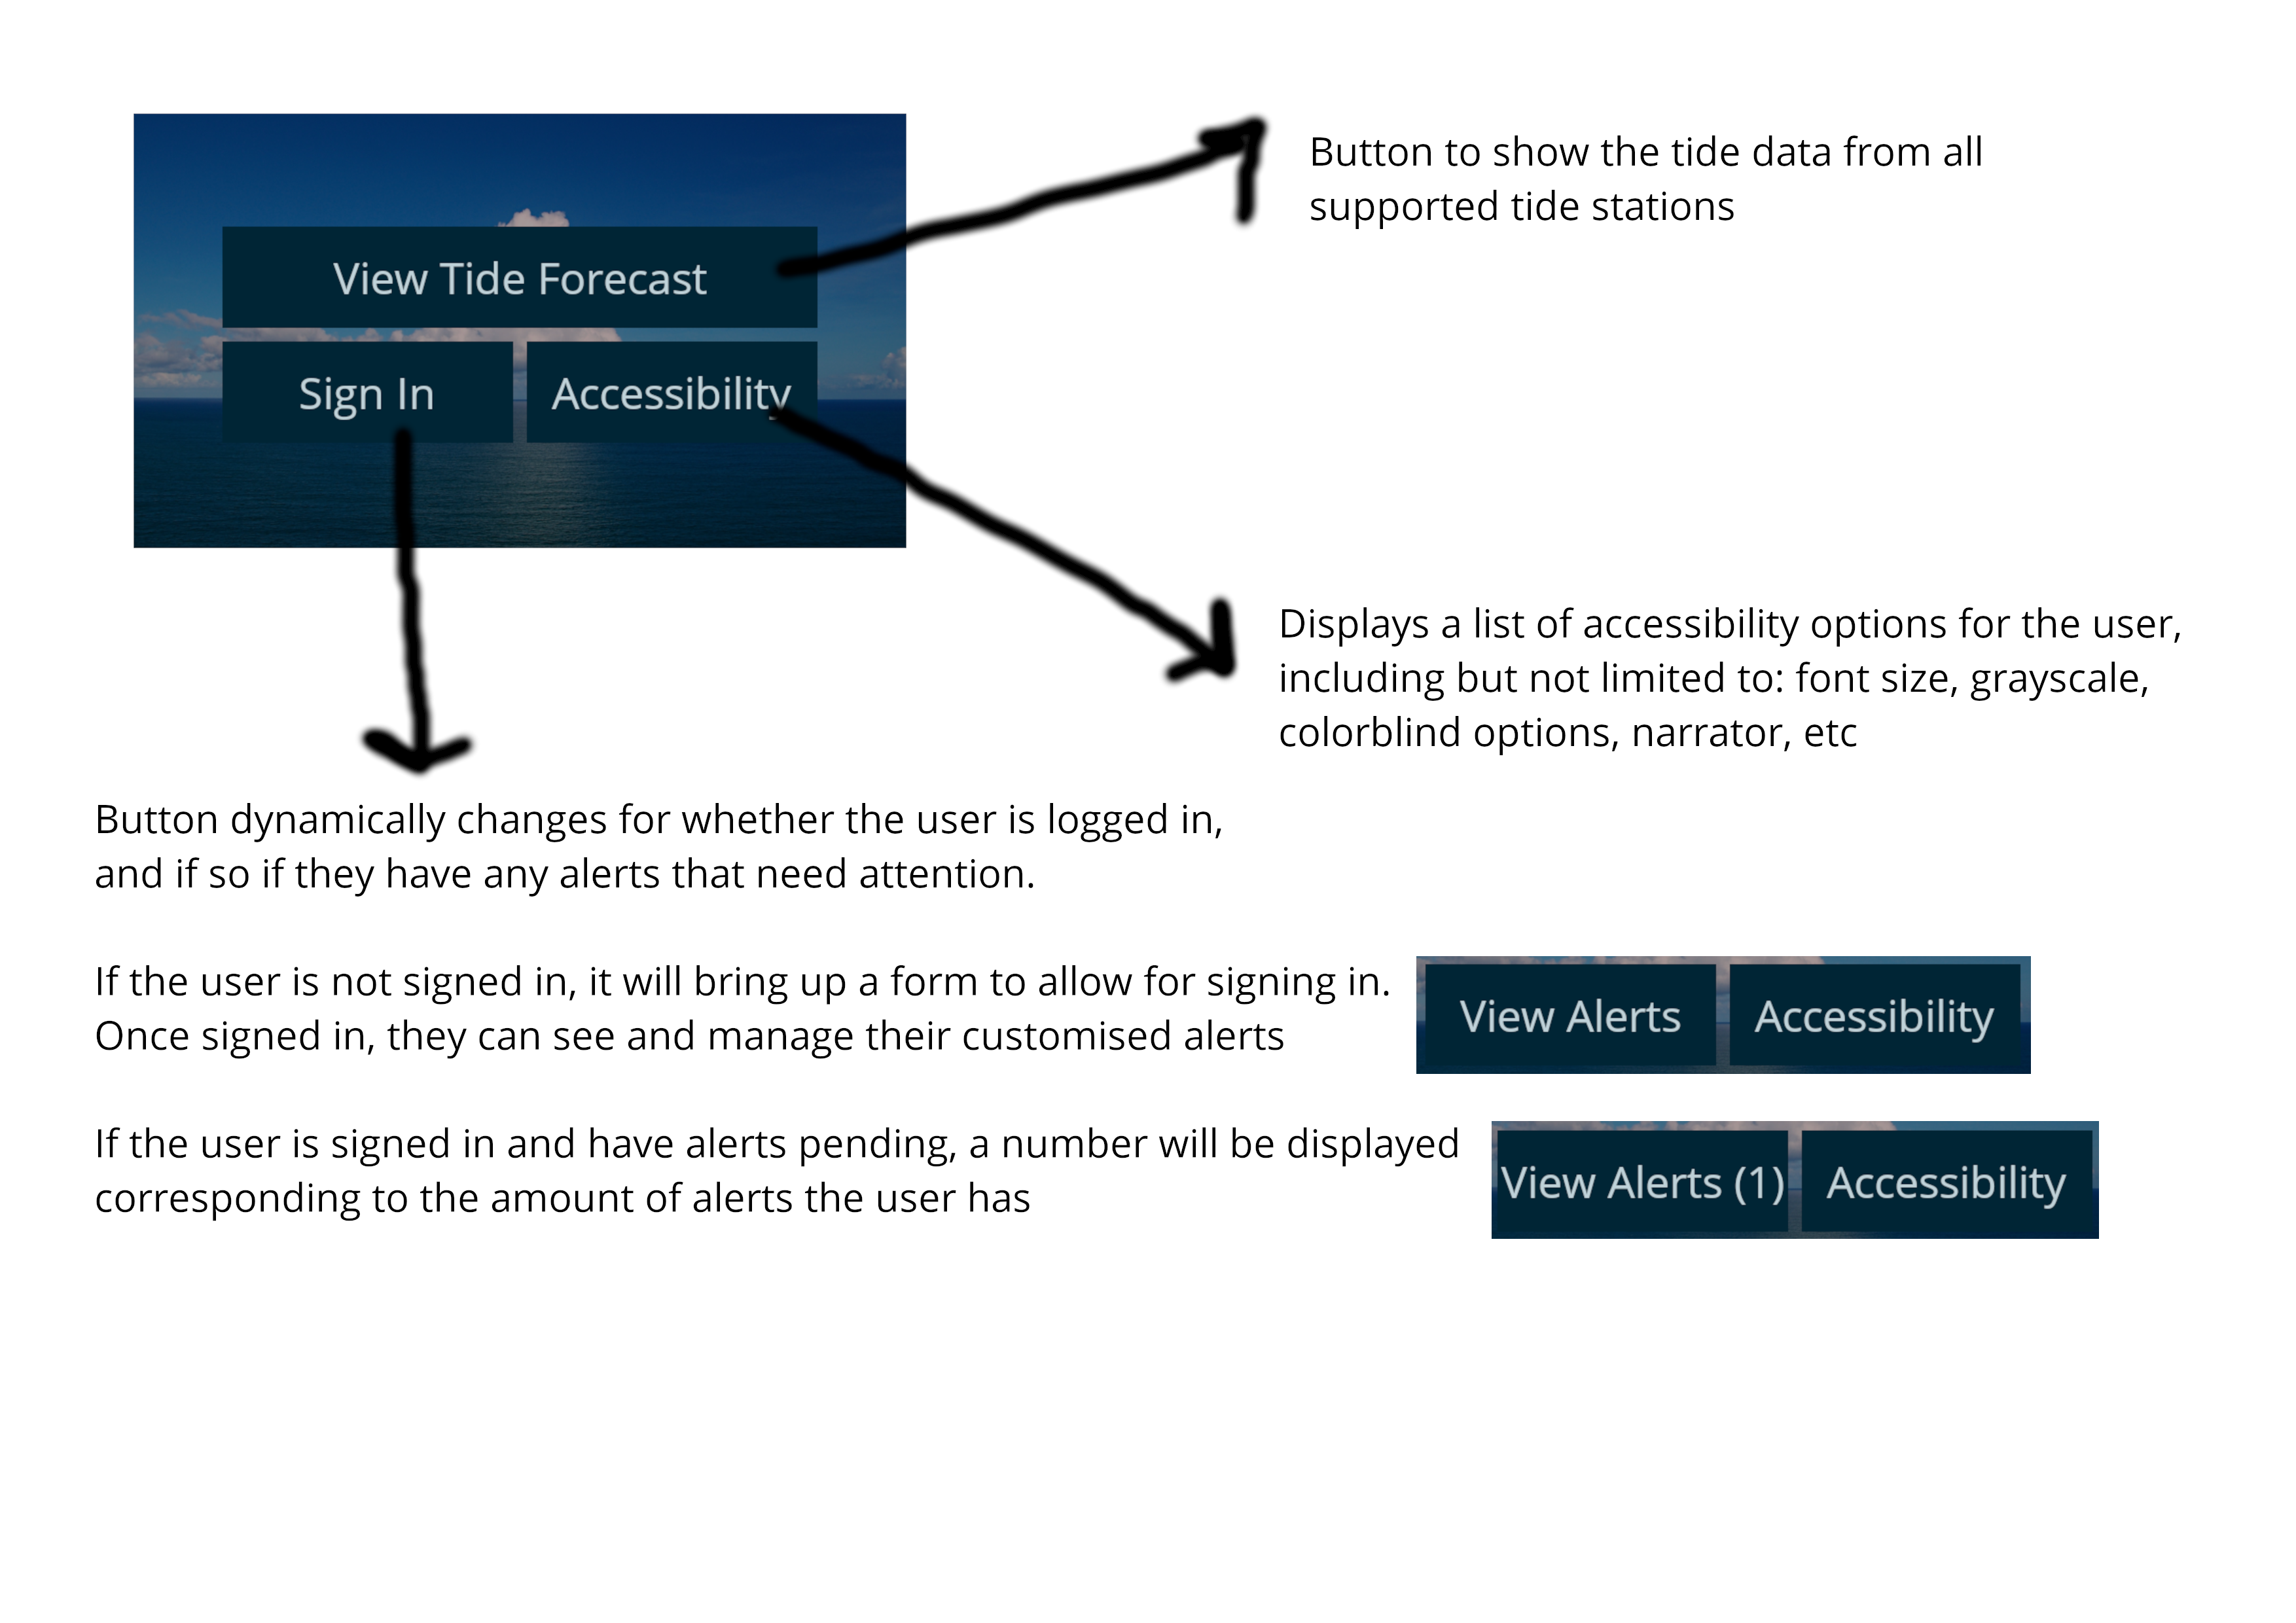 Button to show the tide data from all
supported tide stations
View Tide Forecast
Sign In
Accessibility
Displays a list of accessibility options for the user,
including but not limited to: font size, grayscale,
colorblind options, narrator, etc
Button dynamically changes for whether the user is logged in,
and if so if they have any alerts that need attention.
If the user is not signed in, it will bring up a form to allow for signing in.
Once signed in, they can see and manage their customised alerts
View Alerts
Accessibility
If the user is signed in and have alerts pending, a number will be displayed
corresponding to the amount of alerts the user has
View Alerts (1)
Accessibility